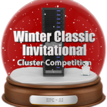 Winter Classic
Invitational
Cluster Competition